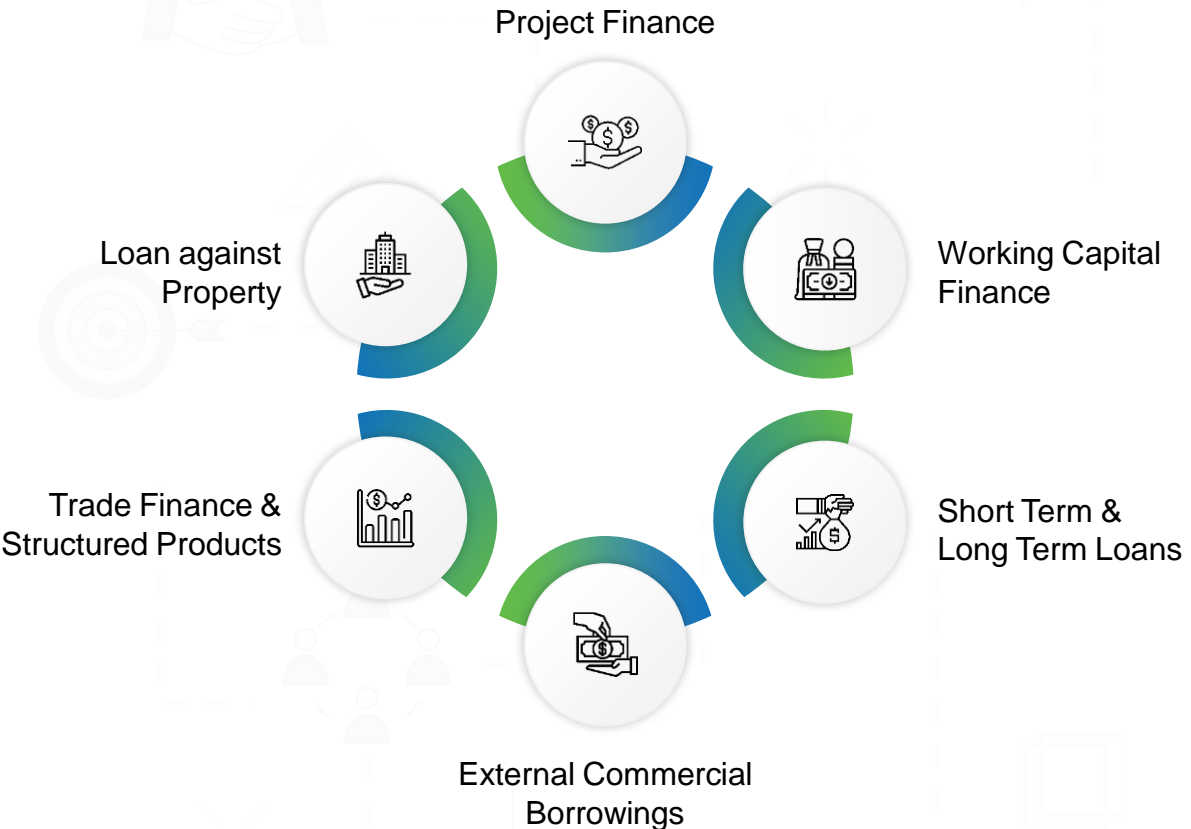 Project Finance
Working Capital
Finance
Short Term &
Long Term Loans
External Commercial
Borrowings
Trade Finance &
Structured Products
Loan against
Property